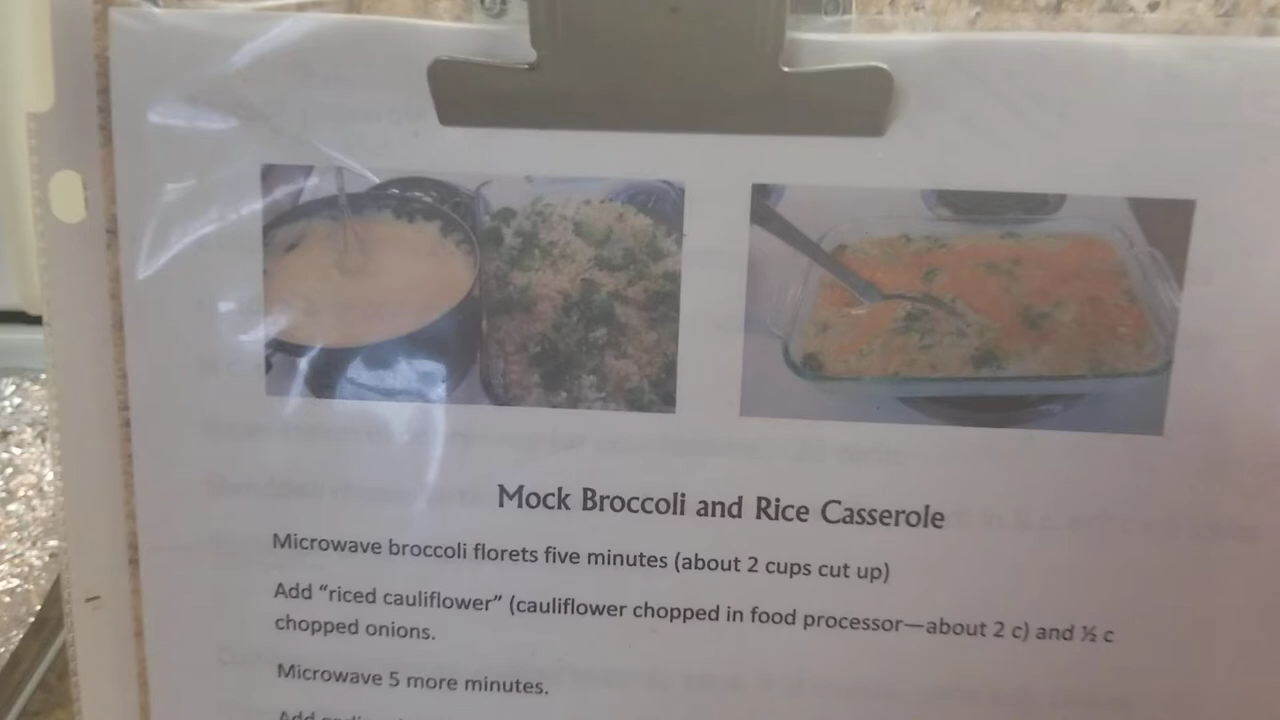 Mock Broccoli and Rice Casserole
Microwave broccoli florets five minutes (about 2 cups cut up)
Add “riced cauliflower” (cauliflower chopped in food processor—about 2 c) and ½ c
chopped onions.
Microwave 5 more minutes.
Add